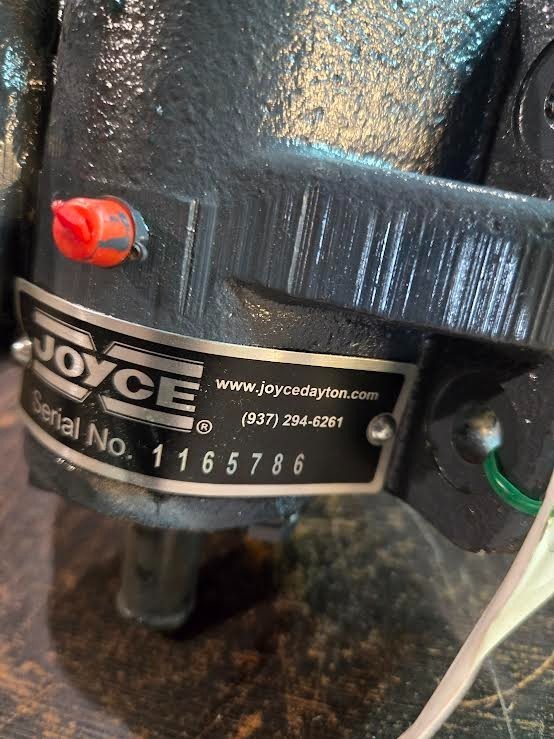 JOYCE®
www.joycedayton.com
(937) 294-6261
Serial No. 1165786